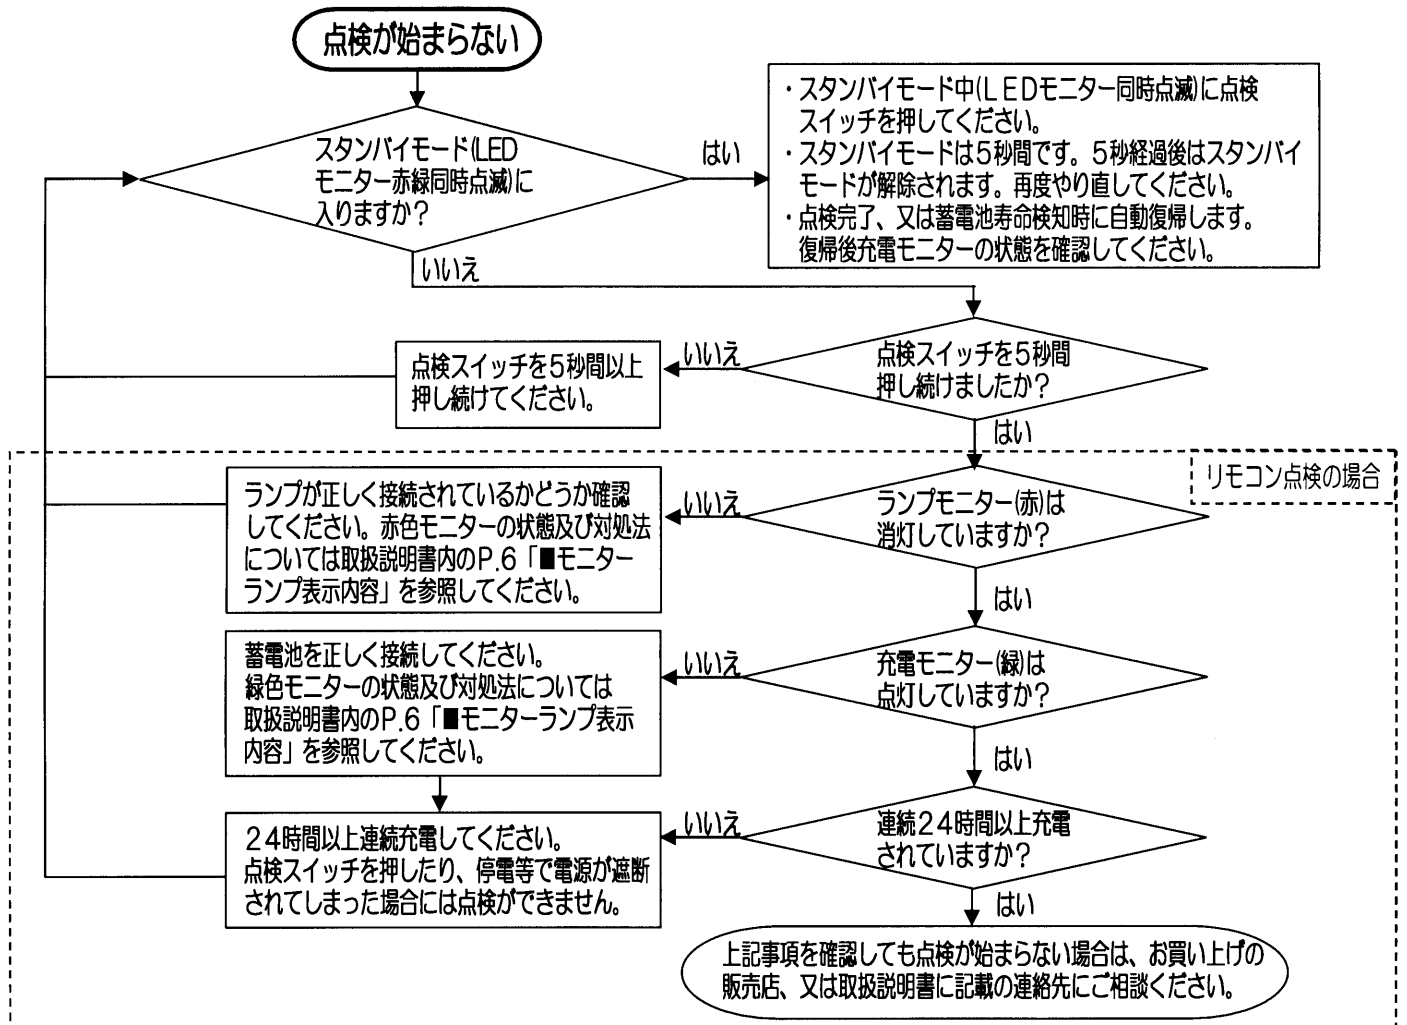 点検が始まらない
スタンバイモード(LED
モニター赤緑同時点滅)に
入りますか？
はい
・スタンバイモード中(ＬＥＤモニター同時点滅)に点検
スイッチを押してください。
・スタンバイモードは５秒間です。５秒経過後はスタンバイ
モードが解除されます。再度やり直してください。
・点検完了、又は蓄電池寿命検知時に自動復帰します。
復帰後充電モニターの状態を確認してください。
いいえ
点検スイッチを５秒間
押し続けましたか？
いいえ
点検スイッチを５秒間以上
押し続けてください。
はい
リモコン点検の場合
ランプモニター(赤)は
消灯していますか？
いいえ
ランプが正しく接続されているかどうか確認
してください。赤色モニターの状態及び対処法
については取扱説明書内のP.６「■モニター
ランプ表示内容」を参照してください。
はい
充電モニター(緑)は
点灯していますか？
いいえ
蓄電池を正しく接続してください。
緑色モニターの状態及び対処法については
取扱説明書内のP.６「■モニターランプ表示
内容」を参照してください。
はい
連続２４時間以上充電
されていますか？
いいえ
２４時間以上連続充電してください。
点検スイッチを押したり、停電等で電源が遮断
されてしまった場合には点検ができません。
はい
上記事項を確認しても点検が始まらない場合は、お買い上げの
販売店、又は取扱説明書に記載の連絡先にご相談ください。